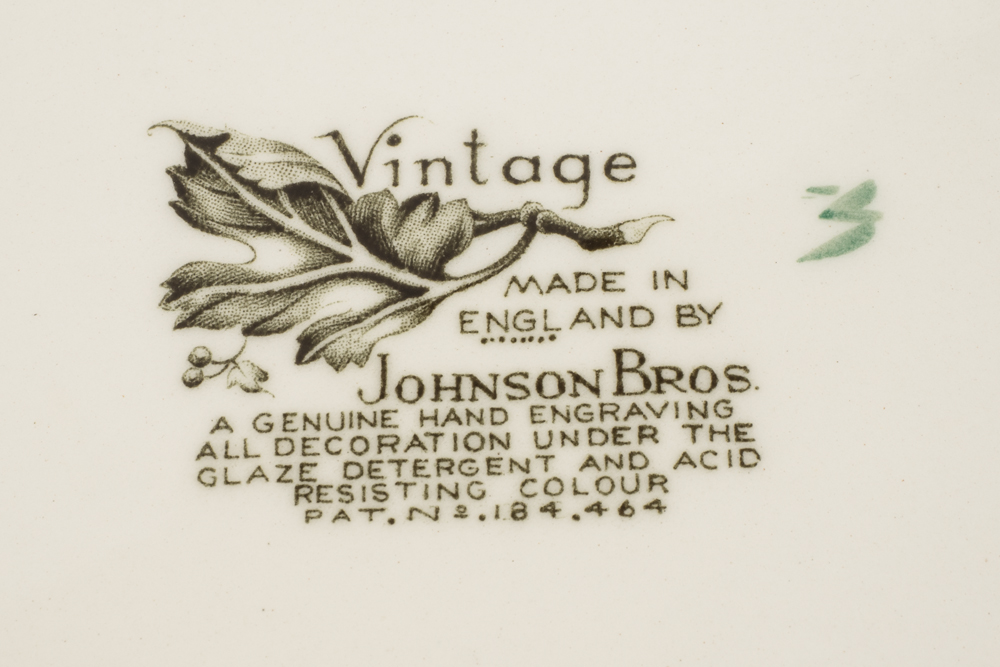 Vintage
MADE IN
ENGLAND BY
JOHNSON BROS.
A GENUINE HAND ENGRAVING
ALL DECORATION UNDER THE
GLAZE DETERGENT AND ACID
RESISTING COLOUR
PAT. Nº. 184.464